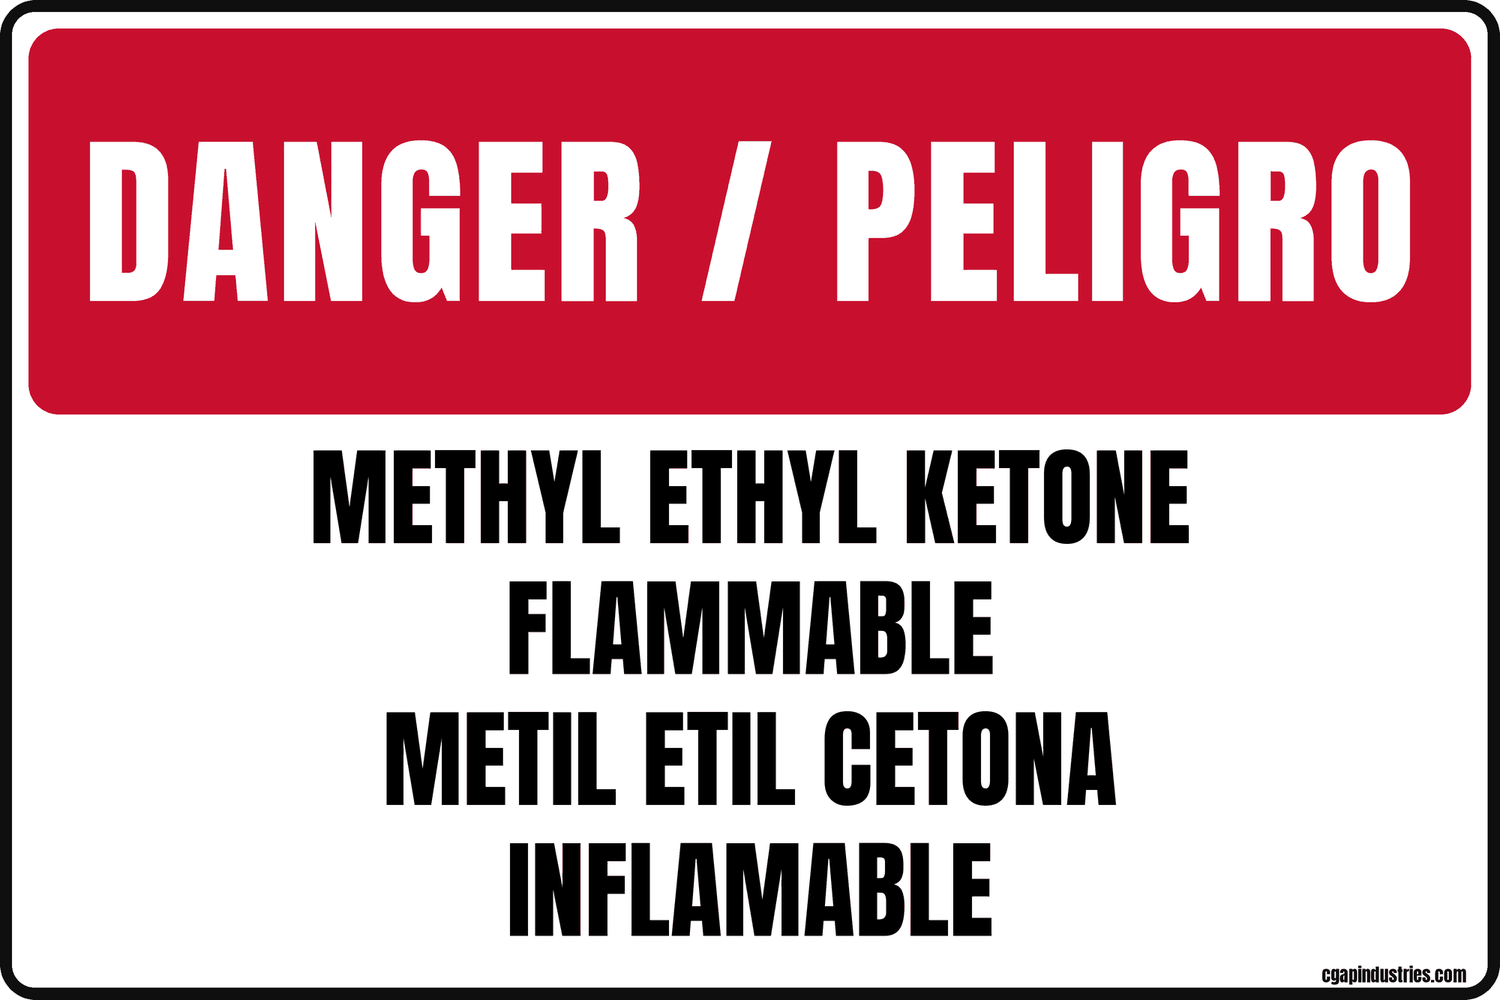 DANGER / PELIGRO
METHYL ETHYL KETONE
FLAMMABLE
METIL ETIL CETONA
INFLAMABLE
cgapindustries.com